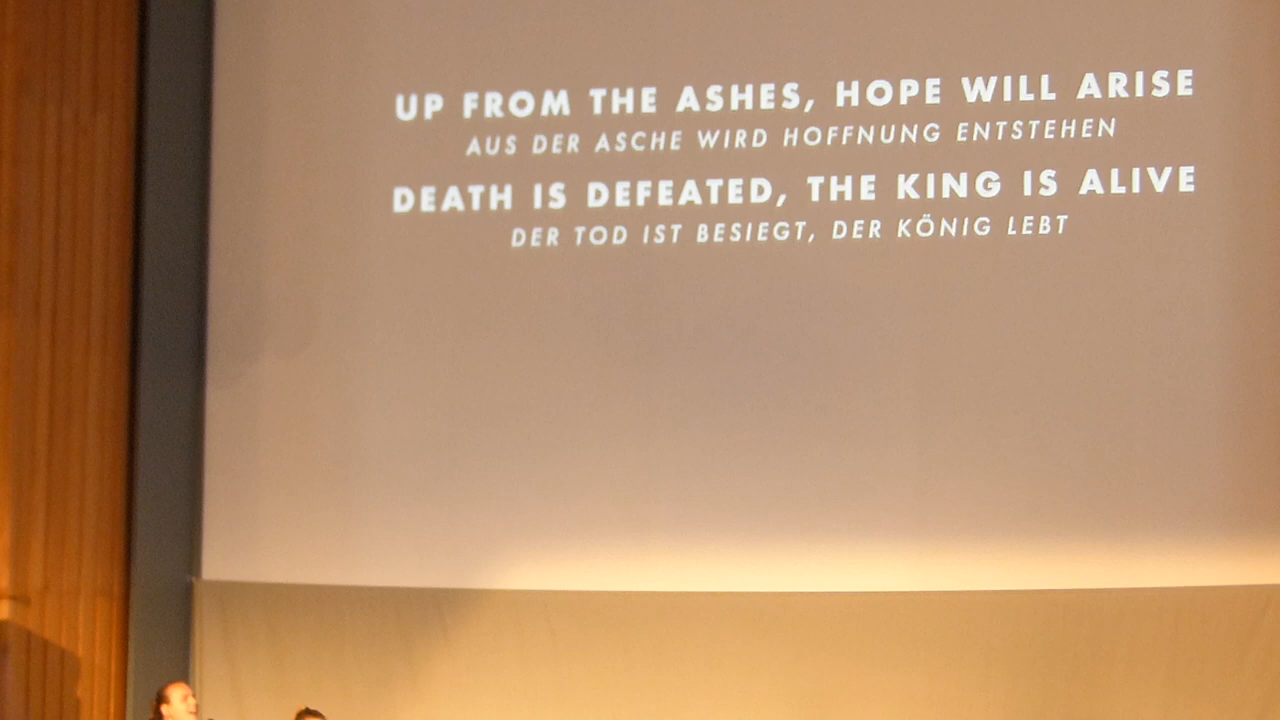 UP FROM THE ASHES, HOPE WILL ARISE
AUS DER ASCHE WIRD HOFFNUNG ENTSTEHEN
DEATH IS DEFEATED, THE KING IS ALIVE
DER TOD IST BESIEGT, DER KÖNIG LEBT